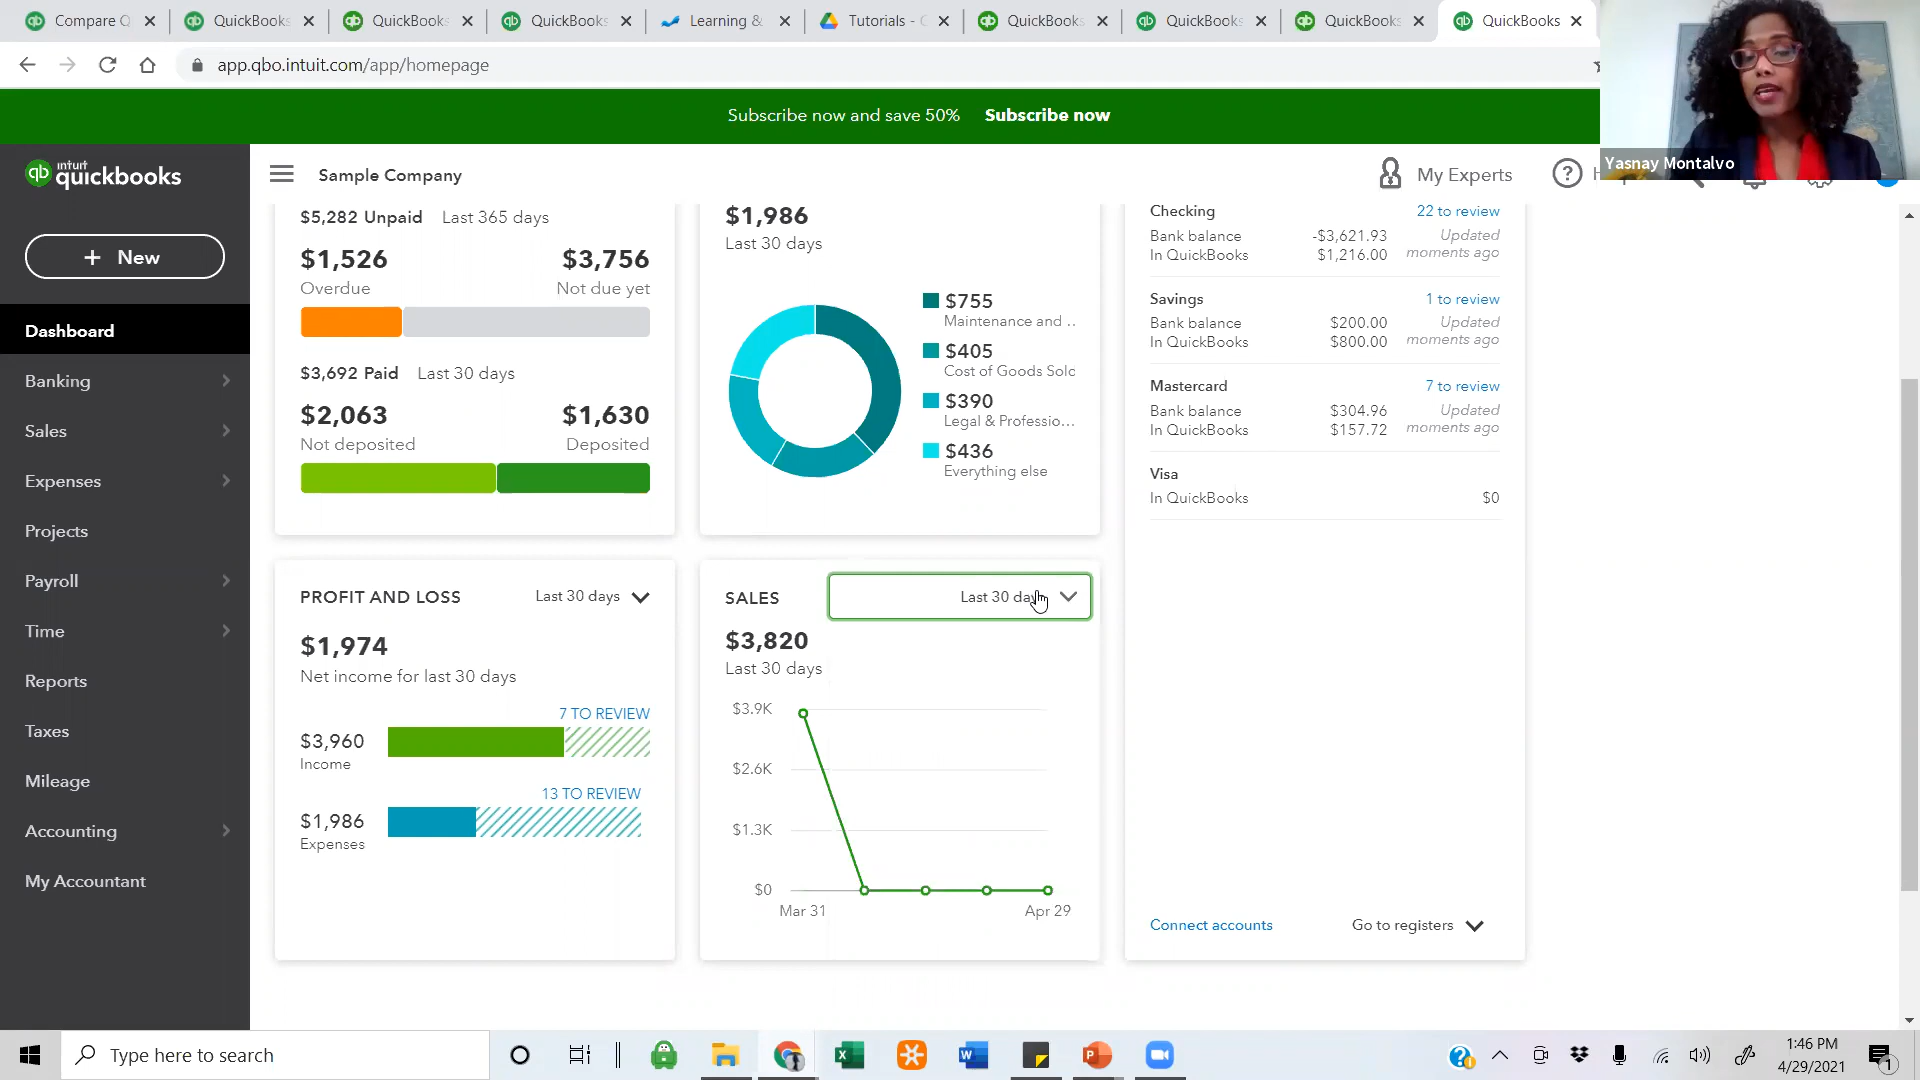 Compare Q
QuickBooks
QuickBooks
QuickBooks
Learning &
Tutorials -
QuickBooks
QuickBooks
QuickBooks
QuickBooks
app.qbo.intuit.com/app/homepage
Subscribe now and save 50% Subscribe now
intuit
quickbooks
Sample Company
My Experts
Yasnay Montalvo
+ New
Dashboard
Banking
Sales
Expenses
Projects
Payroll
Time
Reports
Taxes
Mileage
Accounting
My Accountant
$5,282 Unpaid Last 365 days
$1,526 $3,756
Overdue Not due yet
$3,692 Paid Last 30 days
$2,063 $1,630
Not deposited Deposited
$1,986
Last 30 days
$755
Maintenance and ..
$405
Cost of Goods Solc
$390
Legal & Professio...
$436
Everything else
Checking 22 to review
Bank balance -$3,621.93 Updated
In QuickBooks $1,216.00 moments ago
Savings 1 to review
Bank balance $200.00 Updated
In QuickBooks $800.00 moments ago
Mastercard 7 to review
Bank balance $304.96 Updated
In QuickBooks $157.72 moments ago
Visa
In QuickBooks $0
Connect accounts Go to registers
PROFIT AND LOSS Last 30 days
$1,974
Net income for last 30 days
7 TO REVIEW
$3,960
Income
13 TO REVIEW
$1,986
Expenses
SALES Last 30 days
$3,820
Last 30 days
$3.9K
$2.6K
$1.3K
$0
Mar 31 Apr 29
Type here to search
1:46 PM
4/29/2021
1